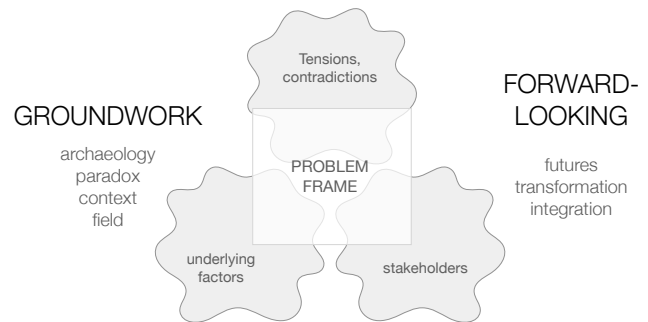 Tensions,
contradictions
GROUNDWORK
archaeology
paradox
context
field
PROBLEM
FRAME
underlying
factors
stakeholders
FORWARD-
LOOKING
futures
transformation
integration